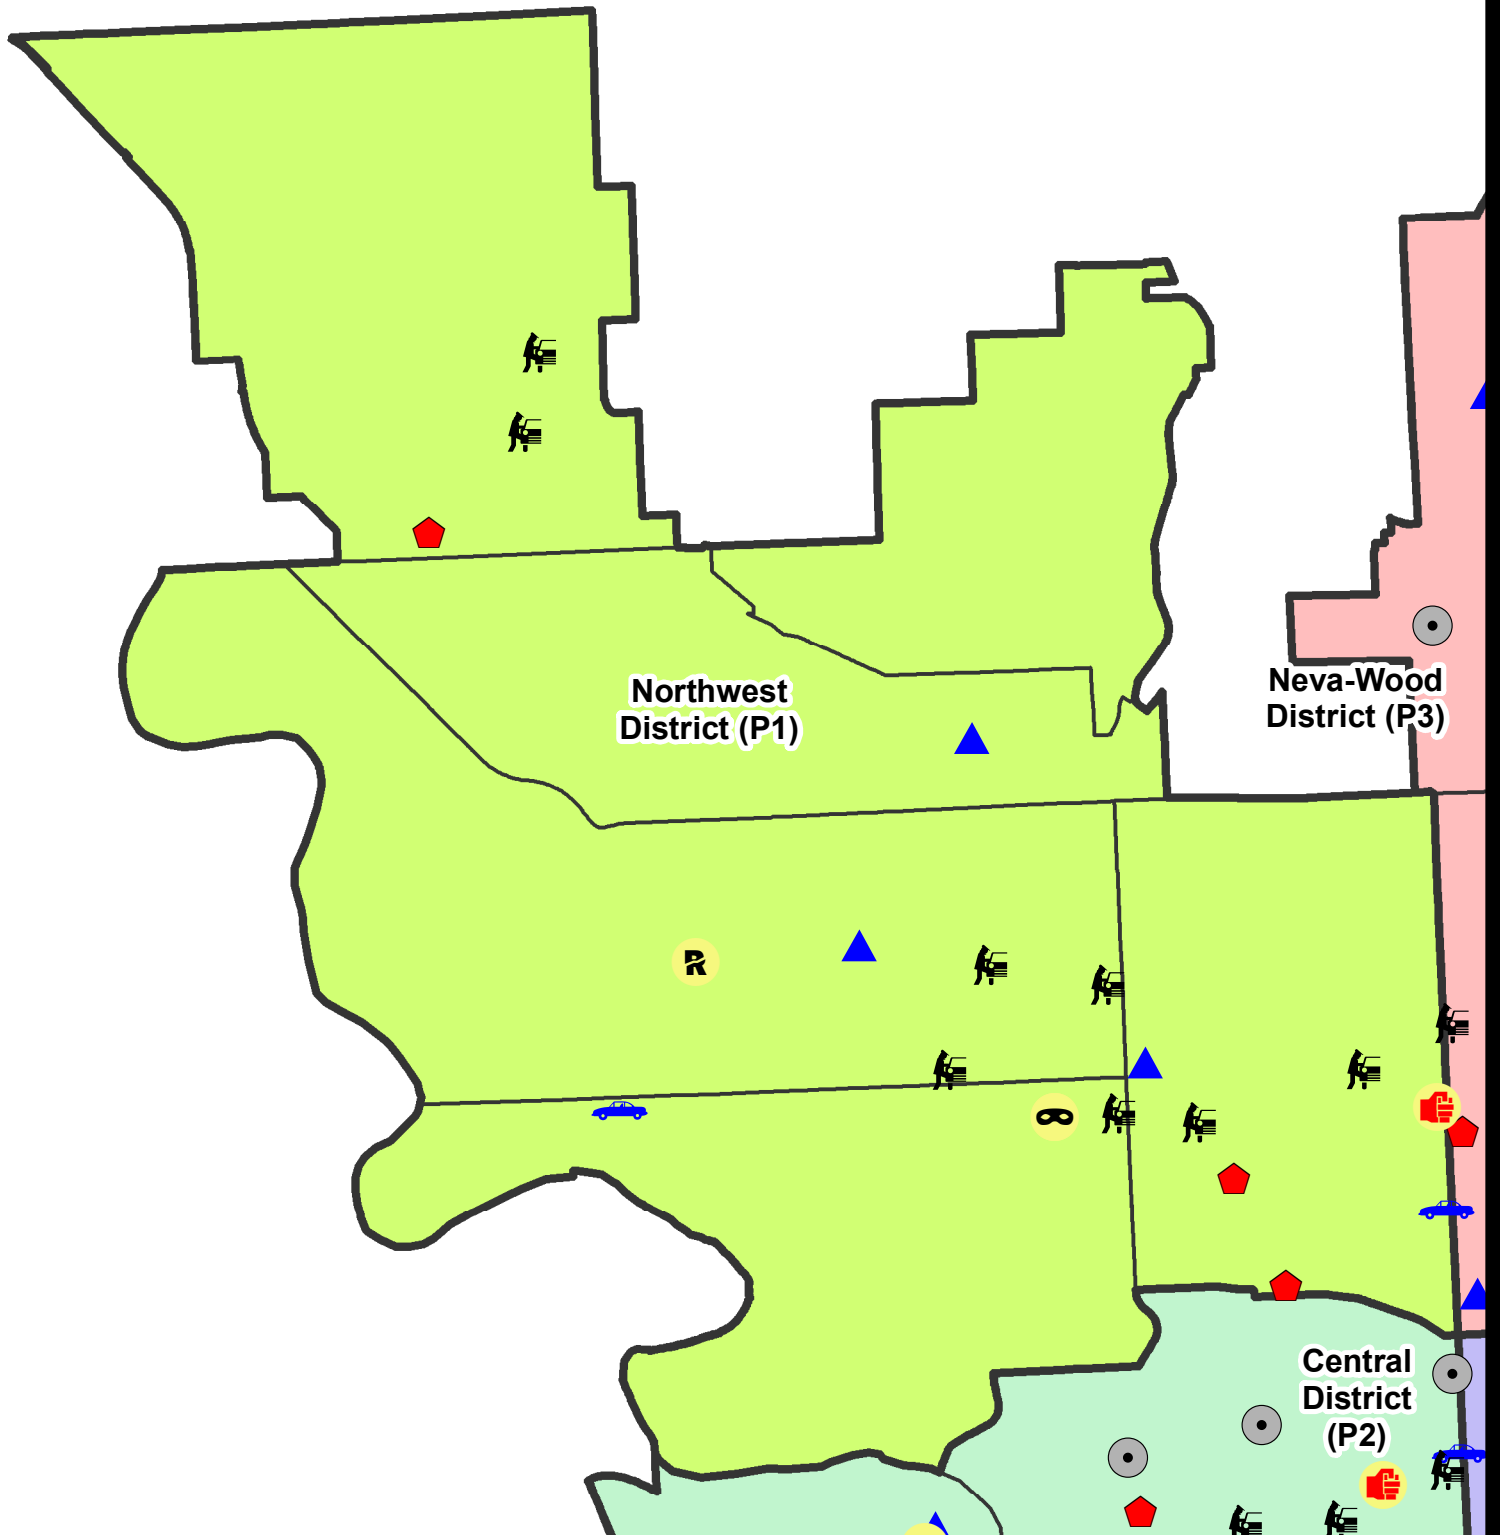 Northwest
District (P1)
Neva-Wood
District (P3)
R
Central
District
(P2)